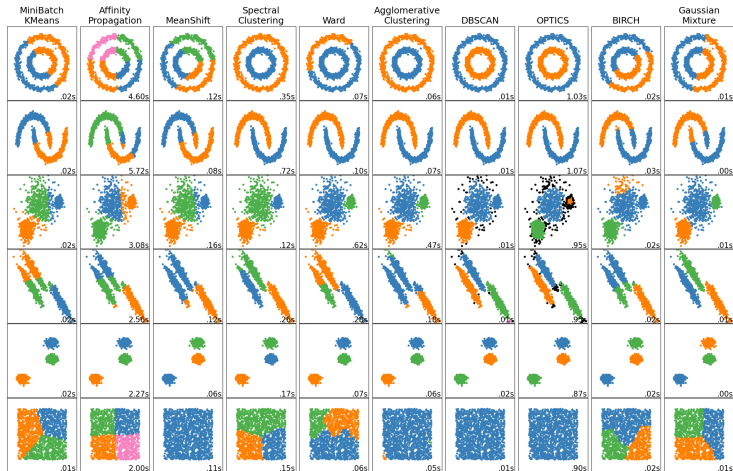 MiniBatch
KMeans
Affinity
Propagation
MeanShift
Spectral
Clustering
Ward
Agglomerative
Clustering
DBSCAN
OPTICS
BIRCH
Gaussian
Mixture
.02s 4.60s .12s .35s .07s .06s .01s 1.03s .02s .01s
.02s 5.72s .08s .72s .10s .07s .01s 1.07s .03s .00s
.02s 3.08s .16s .12s .62s .47s .01s .95s .02s .01s
2.56s .12s .26s .01s .02s .01s
.02s 2.27s .06s .17s .07s .06s .02s .87s .02s .00s
.01s 2.00s .11s .15s .06s .05s .01s .90s .02s .01s